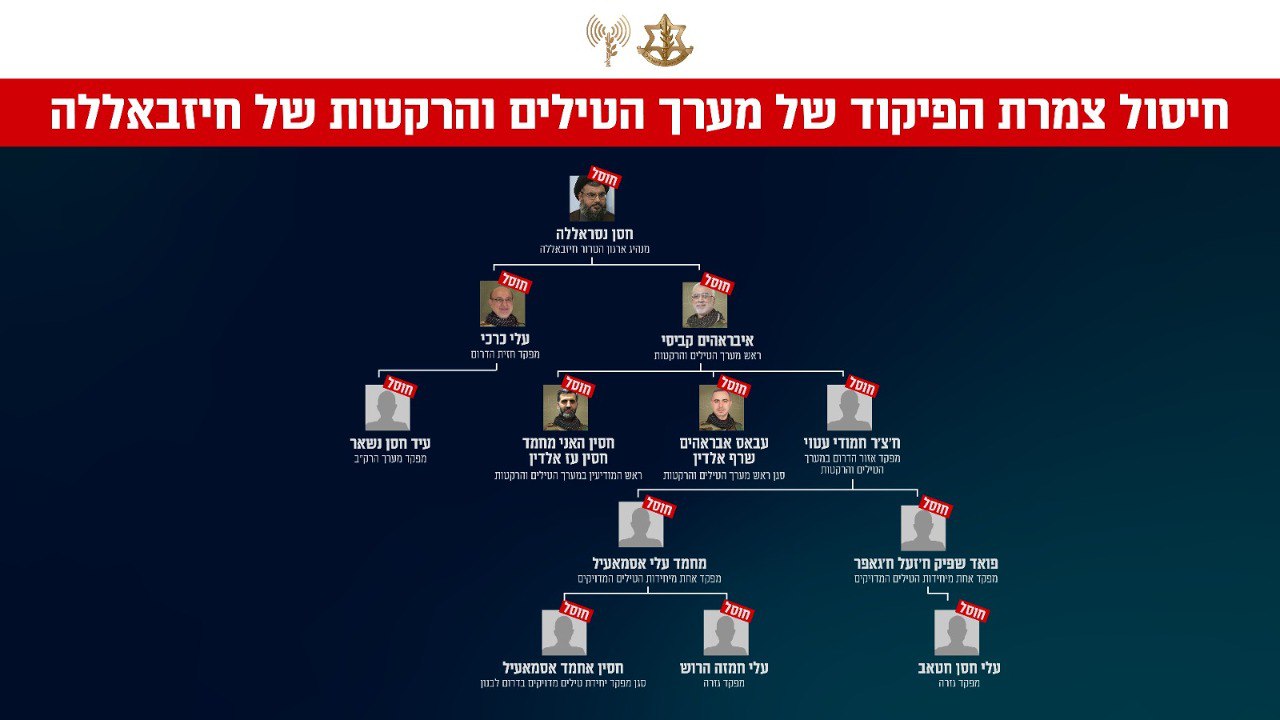 חיסול צמרת הפיקוד של מערך הטילים והרקטות של חיזבאללה
חוסל
חסן נסראללה
מנהיג ארגון הטרור חיזבאללה
חוסל
איבראהים קביסי
ראש מערך הטילים והרקטות
חוסל
עלי כרכי
מפקד חזית הדרום
חוסל
ח'צ'ר חמודי עטוי
מפקד אזור הדרום במערך
הטילים והרקטות
חוסל
עבאס אבראהים
שרף אלדין
סגן ראש מערך הטילים והרקטות
חוסל
חסין האני מחמד
חסין עז אלדין
ראש המודיעין במערך הטילים והרקטות
חוסל
עיד חסן נשאר
מפקד מערך הרק"ב
חוסל
פואד שפיק ח'זעל ח'גאפר
מפקד אחת מיחידות הטילים המדויקים
חוסל
מחמד עלי אסמאעיל
מפקד אחת מיחידות הטילים המדויקים
חוסל
עלי חסן חטאב
מפקד גזרה
חוסל
עלי חמזה הרוש
מפקד גזרה
חוסל
חסין אחמד אסמאעיל
סגן מפקד יחידת טילים מדויקים בדרום לבנון